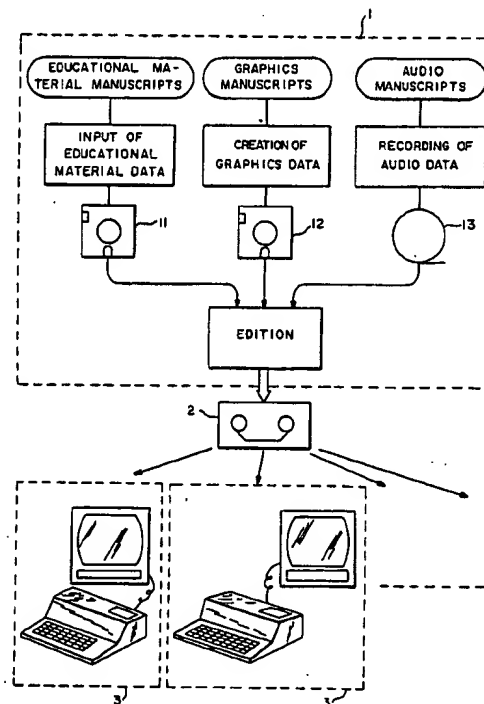 1
EDUCATIONAL MA-
TERIAL MANUSCRIPTS
GRAPHICS
MANUSCRIPTS
AUDIO
MANUSCRIPTS
INPUT OF
EDUCATIONAL
MATERIAL DATA
CREATION OF
GRAPHICS DATA
RECORDING OF
AUDIO DATA
11
12
13
EDITION
2
3
3